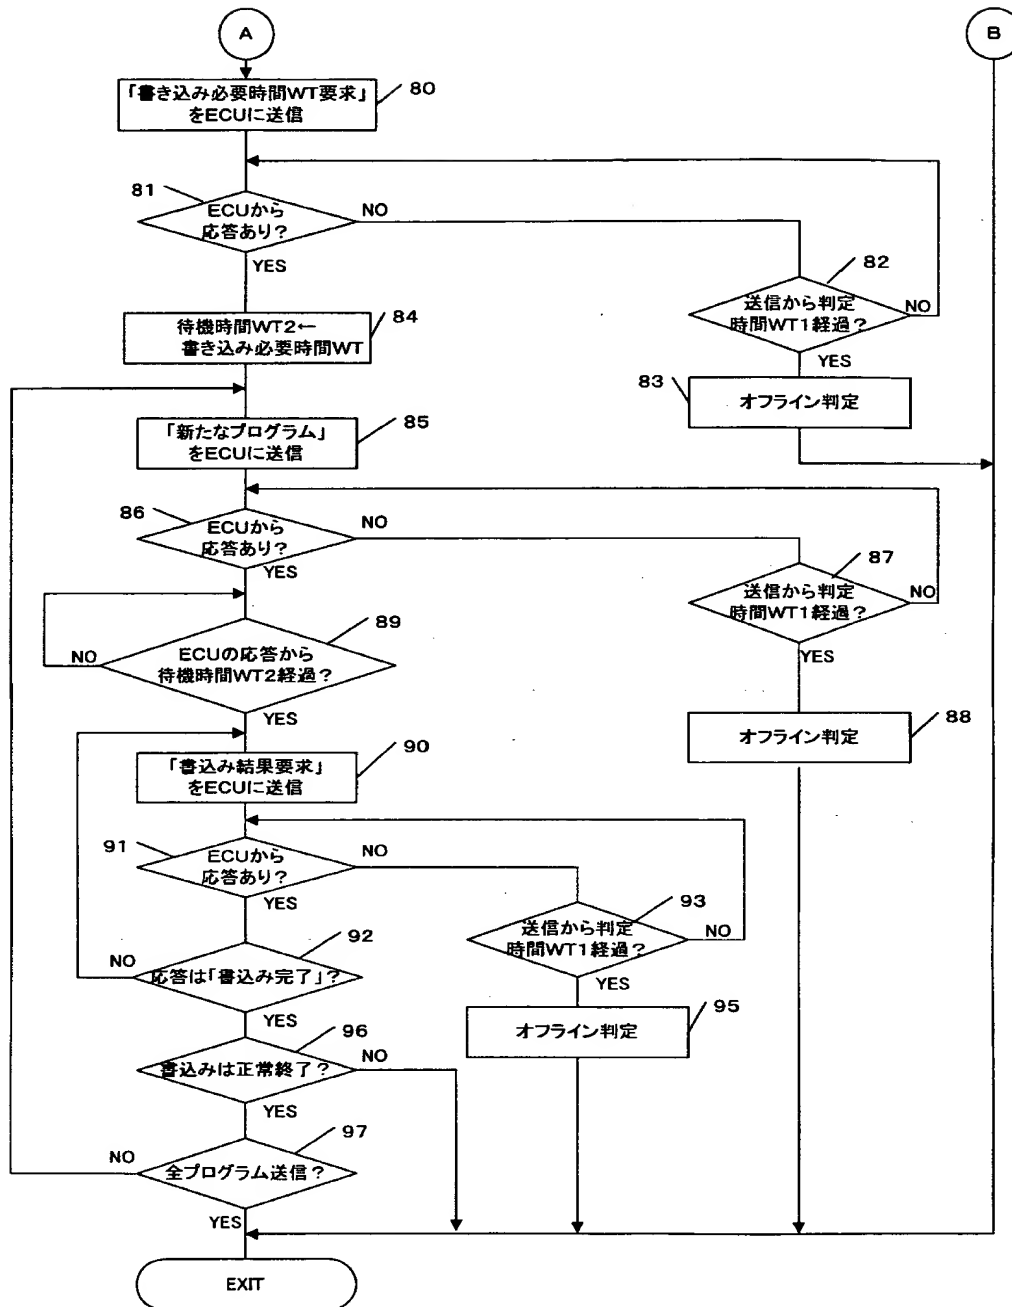 A
B
「書き込み必要時間WT要求」
をECUに送信
80
81
ECUから
応答あり?
NO
YES
82
送信から判定
時間WT1経過?
NO
YES
84
待機時間WT2←
書き込み必要時間WT
83
オフライン判定
「新たなプログラム」
をECUに送信
85
86
ECUから
応答あり?
NO
YES
87
送信から判定
時間WT1経過?
NO
YES
89
ECUの応答から
待機時間WT2経過?
NO
YES
88
オフライン判定
90
「書込み結果要求」
をECUに送信
91
ECUから
応答あり?
NO
YES
93
送信から判定
時間WT1経過?
NO
YES
92
応答は「書込み完了」?
NO
YES
95
オフライン判定
96
書込みは正常終了?
NO
YES
97
全プログラム送信?
NO
YES
EXIT